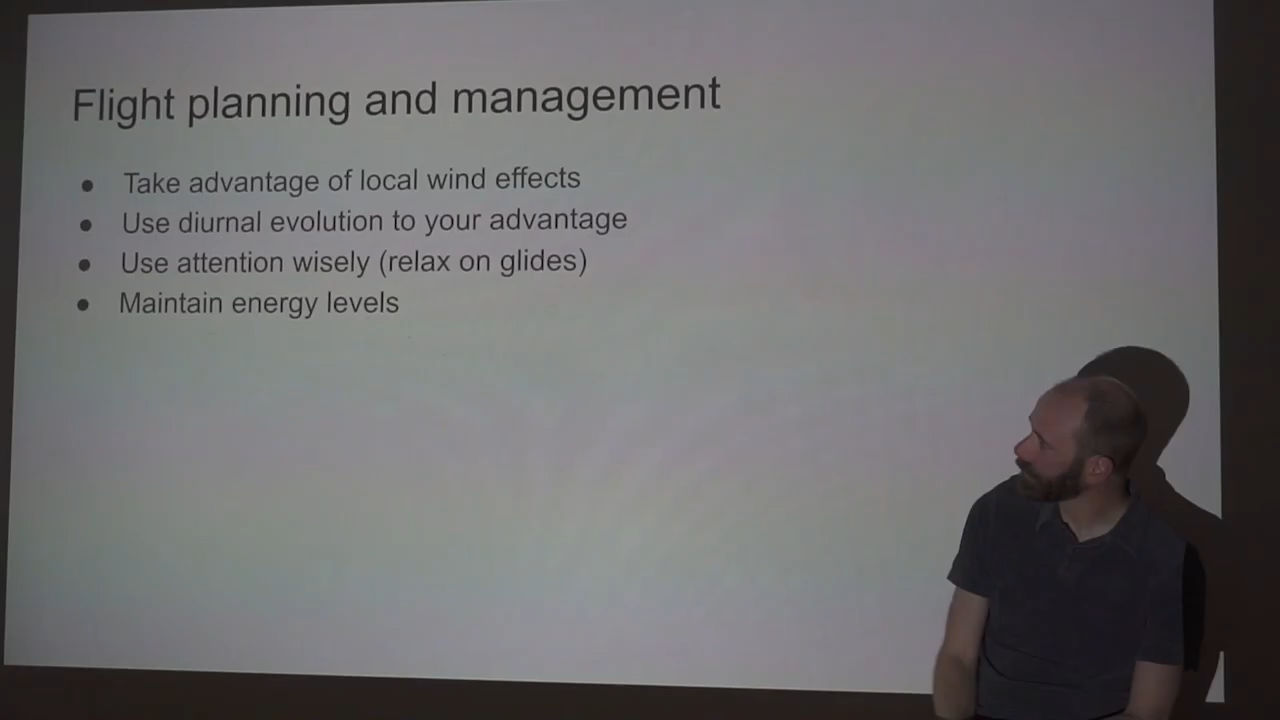 Flight planning and management
● Take advantage of local wind effects
● Use diurnal evolution to your advantage
● Use attention wisely (relax on glides)
● Maintain energy levels